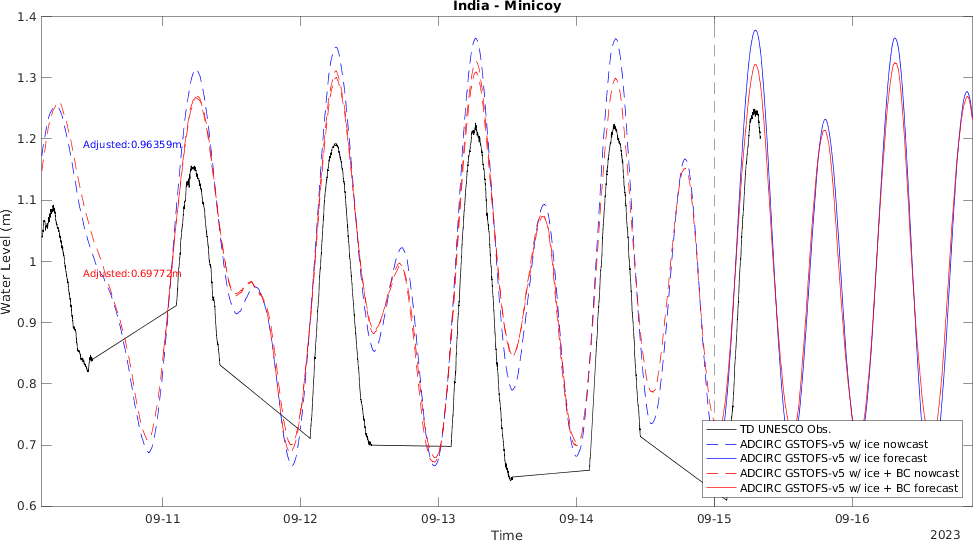 India - Minicoy
1.4
1.3
1.2
1.1
1
0.9
0.8
0.7
0.6
Water Level (m)
Adjusted:0.96359m
Adjusted:0.69772m
TD UNESCO Obs.
ADCIRC GSTOFS-v5 w/ ice nowcast
ADCIRC GSTOFS-v5 w/ ice forecast
ADCIRC GSTOFS-v5 w/ ice + BC nowcast
ADCIRC GSTOFS-v5 w/ ice + BC forecast
09-11 09-12 09-13 09-14 09-15 09-16
Time
2023